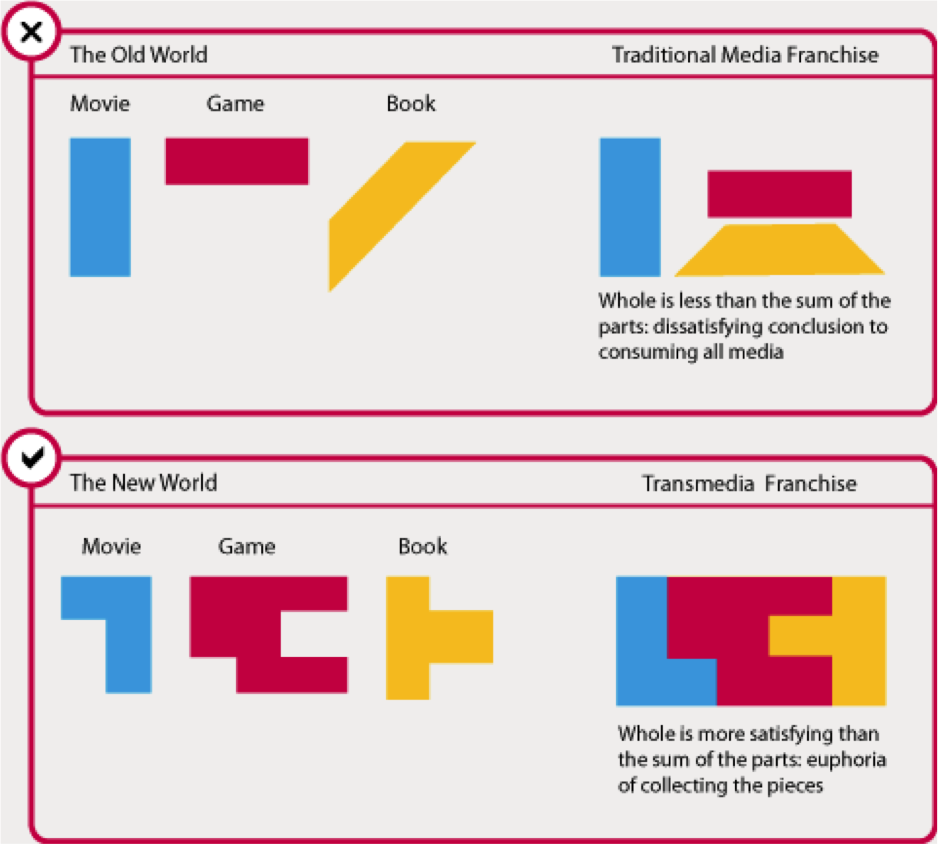 The Old World
Traditional Media Franchise
Movie
Game
Book
Whole is less than the sum of the
parts: dissatisfying conclusion to
consuming all media
The New World
Transmedia Franchise
Movie
Game
Book
Whole is more satisfying than
the sum of the parts: euphoria
of collecting the pieces